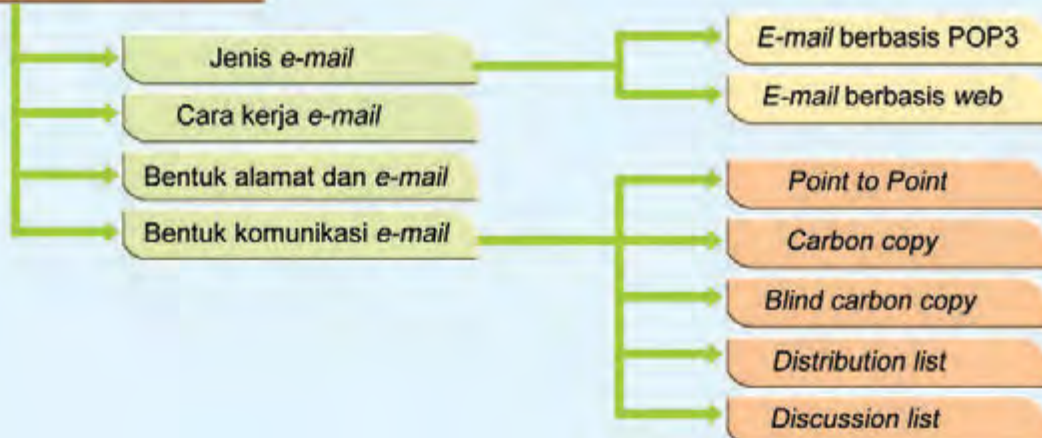 Jenis e-mail
Cara kerja e-mail
Bentuk alamat dan e-mail
Bentuk komunikasi e-mail
E-mail berbasis POP3
E-mail berbasis web
Point to Point
Carbon copy
Blind carbon copy
Distribution list
Discussion list